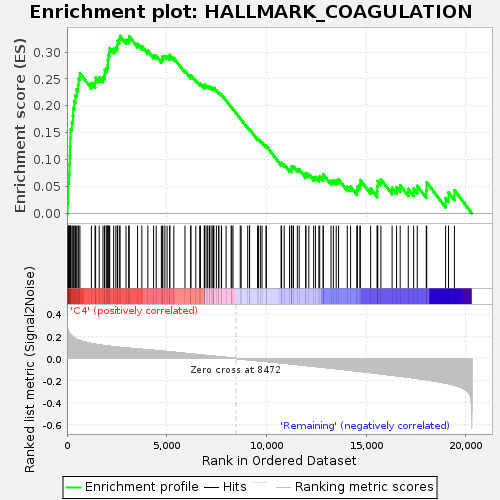 Enrichment plot: HALLMARK_COAGULATION
Enrichment score (ES)
0.30
0.25
0.20
0.15
0.10
0.05
0.00
'C4' (positively correlated)
Ranked list metric (Signal2Noise)
0.4
0.2
0.0
-0.2
-0.4
-0.6
Zero cross at 8472
'Remaining' (negatively correlated)
0
5,000
10,000
15,000
20,000
Rank in Ordered Dataset
Enrichment profile
Hits
Ranking metric scores